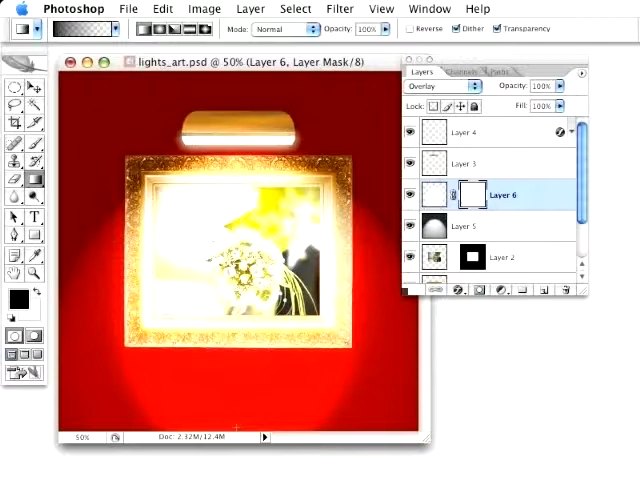 Photoshop File Edit Image Layer Select Filter View Window Help
Mode: Normal Opacity: 100% Reverse Dither Transparency
lights_art.psd @ 50% (Layer 6, Layer Mask/8)
Layers Channels Paths
Overlay Opacity: 100%
Lock: Fill: 100%
Layer 4
Layer 3
Layer 6
Layer 5
Layer 2
T
50% Doc: 2.32M/12.4M